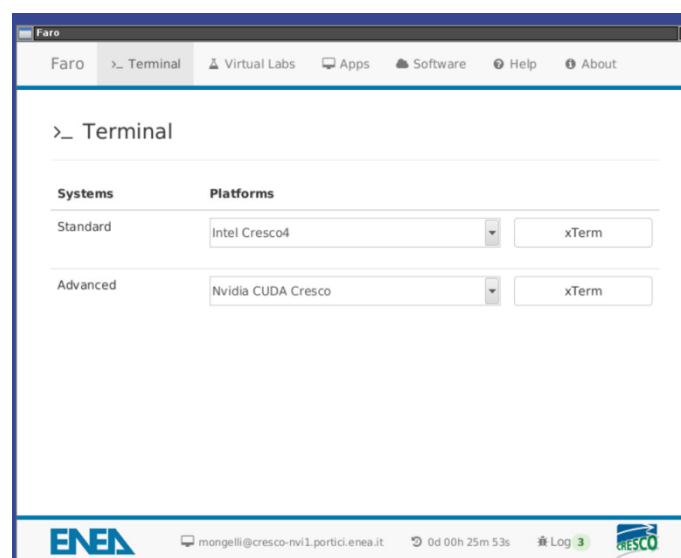 Faro
Faro >_ Terminal Virtual Labs Apps Software Help About
>_ Terminal
Systems Platforms
Standard Intel Cresco4 xTerm
Advanced Nvidia CUDA Cresco xTerm
ENEA mongelli@cresco-nvi1.portici.enea.it 0d 00h 25m 53s Log 3 CRESCO